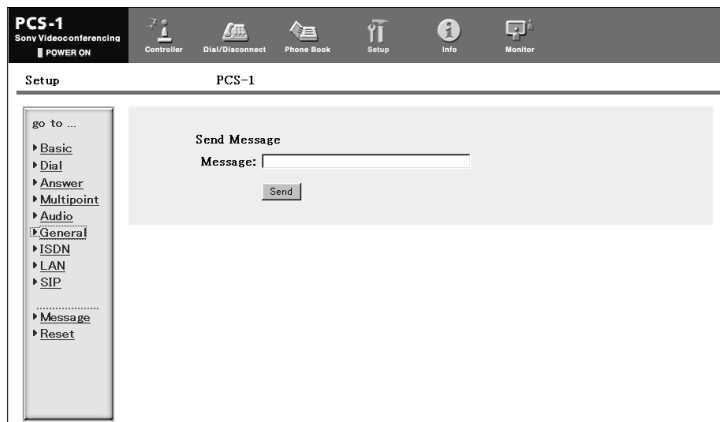 PCS-1
Sony Videoconferencing
POWER ON
Controller
Dial/Disconnect
Phone Book
Setup
Info
Monitor
Setup
PCS-1
go to ...
Basic
Dial
Answer
Multipoint
Audio
General
ISDN
LAN
SIP
Message
Reset
Send Message
Message:
Send